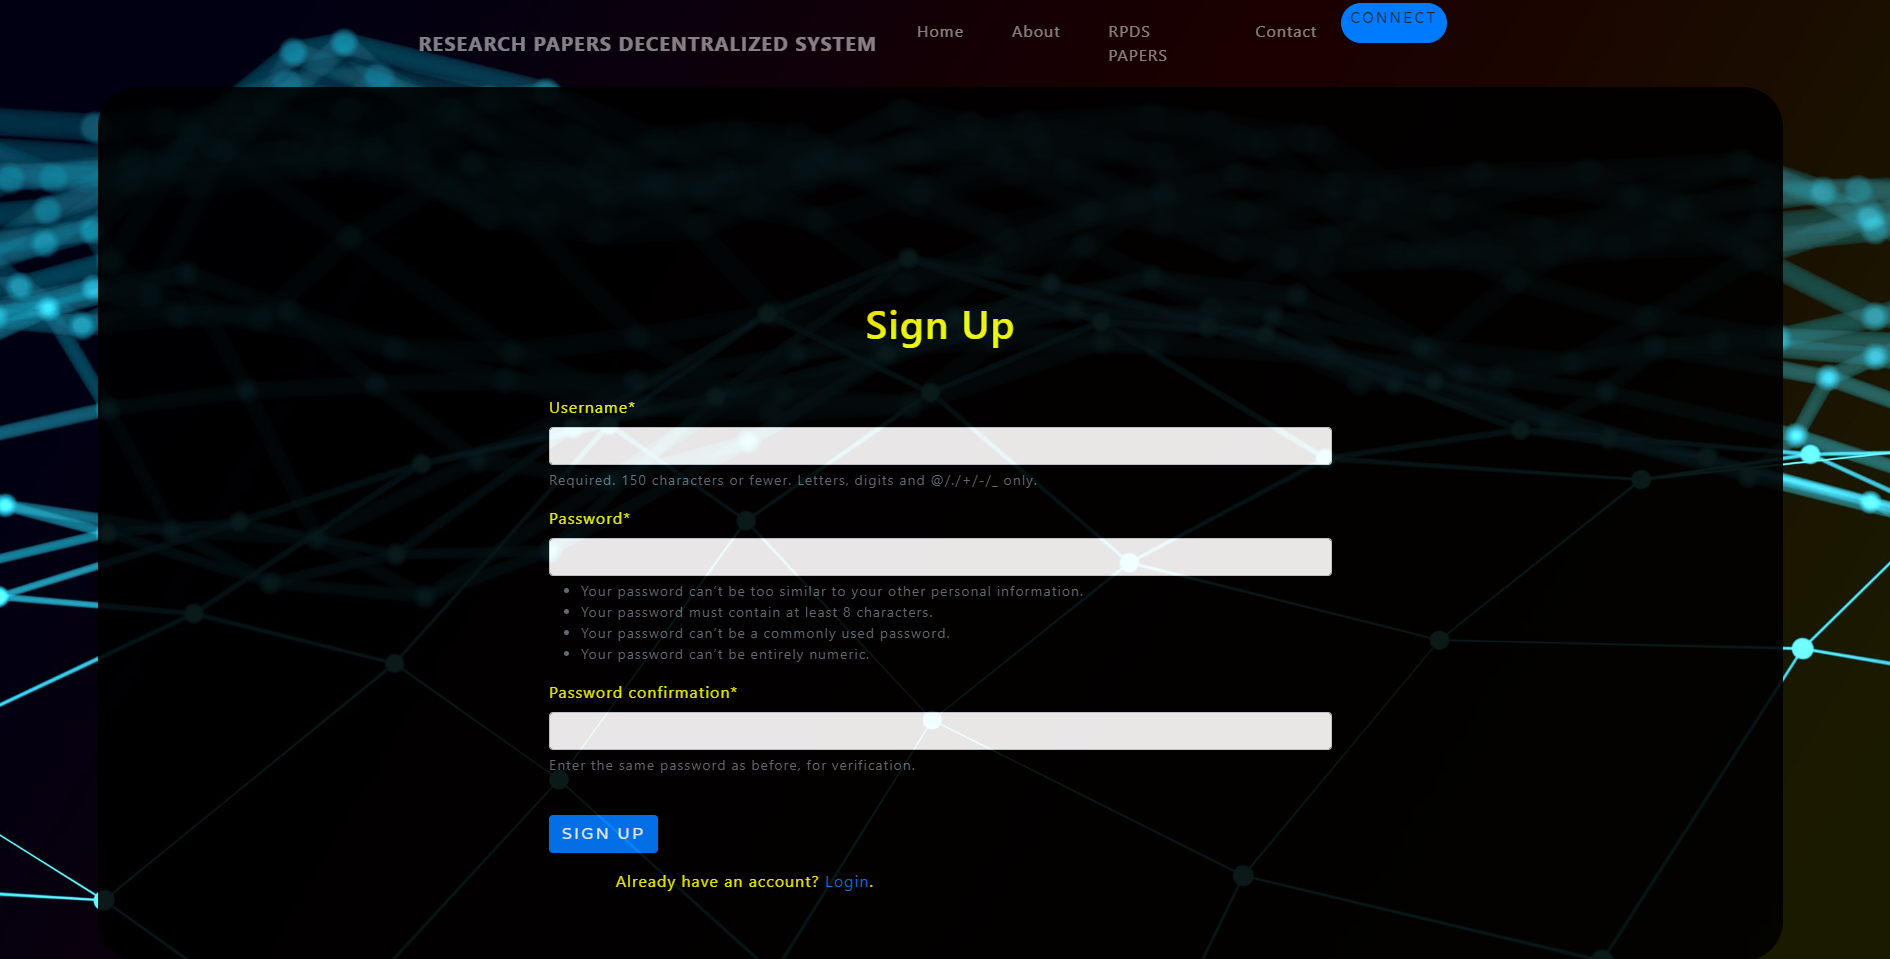 RESEARCH PAPERS DECENTRALIZED SYSTEM
Home
About
RPDS
PAPERS
Contact
CONNECT
Sign Up
Username*
Required. 150 characters or fewer. Letters, digits and @/./+/-/_ only.
Password*
• Your password can’t be too similar to your other personal information.
• Your password must contain at least 8 characters.
• Your password can’t be a commonly used password.
• Your password can’t be entirely numeric.
Password confirmation*
Enter the same password as before, for verification.
SIGN UP
Already have an account? Login.